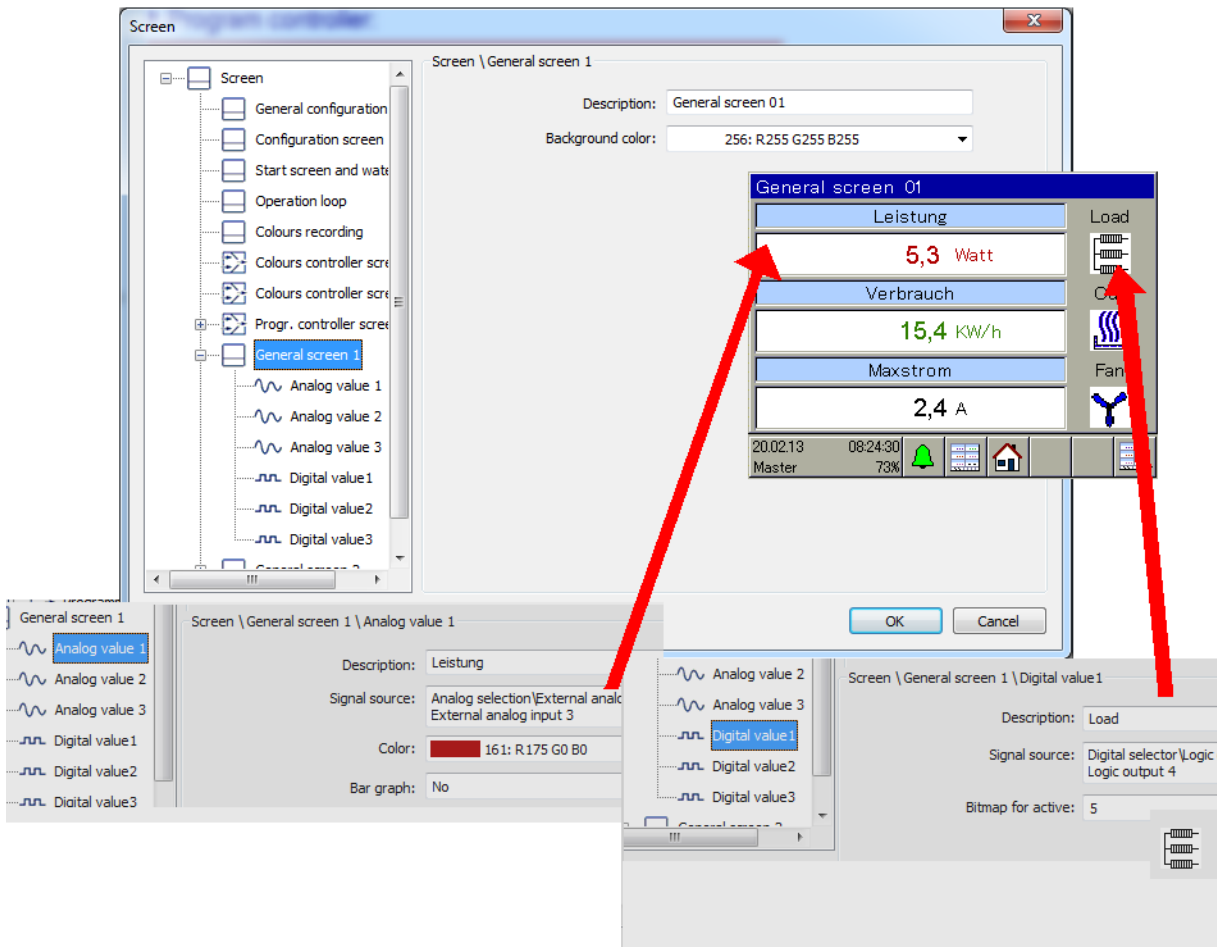 Screen
Program controller:
Screen
General configuration
Configuration screen
Start screen and wate
Operation loop
Colours recording
Colours controller scre
Colours controller scre
Progr. controller scree
General screen 1
Analog value 1
Analog value 2
Analog value 3
Digital value1
Digital value2
Digital value3
General screen 2
Screen \ General screen 1
Description: General screen 01
Background color: 256: R255 G255 B255
General screen 01
Leistung
Load
5,3 Watt
Verbrauch
15,4 KW/h
Maxstrom
Fan
2,4 A
20.02.13 08:24:30
Master 73%
OK Cancel
General screen 1
Analog value 1
Analog value 2
Analog value 3
Digital value1
Digital value2
Digital value3
Screen \ General screen 1 \ Analog value 1
Description: Leistung
Signal source: Analog selection\External analo
External analog input 3
Color: 161: R175 G0 B0
Bar graph: No
Analog value 2
Analog value 3
Digital value1
Digital value2
Digital value3
Screen \ General screen 1 \ Digital value1
Description: Load
Signal source: Digital selector\Logic
Logic output 4
Bitmap for active: 5